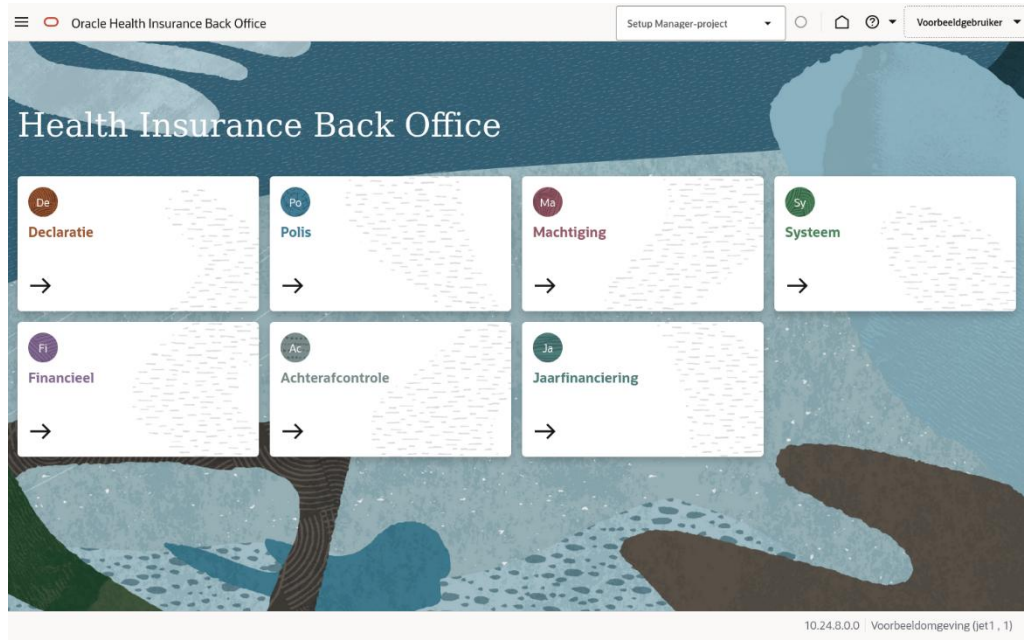 Oracle Health Insurance Back Office
Setup Manager-project
Voorbeeldgebruiker
Health Insurance Back Office
De
Declaratie
Po
Polis
Ma
Machtiging
Sy
Systeem
Fi
Financieel
Ac
Achterafcontrole
Ja
Jaarfinanciering
10.24.8.0.0 Voorbeeldomgeving (jet1 , 1)